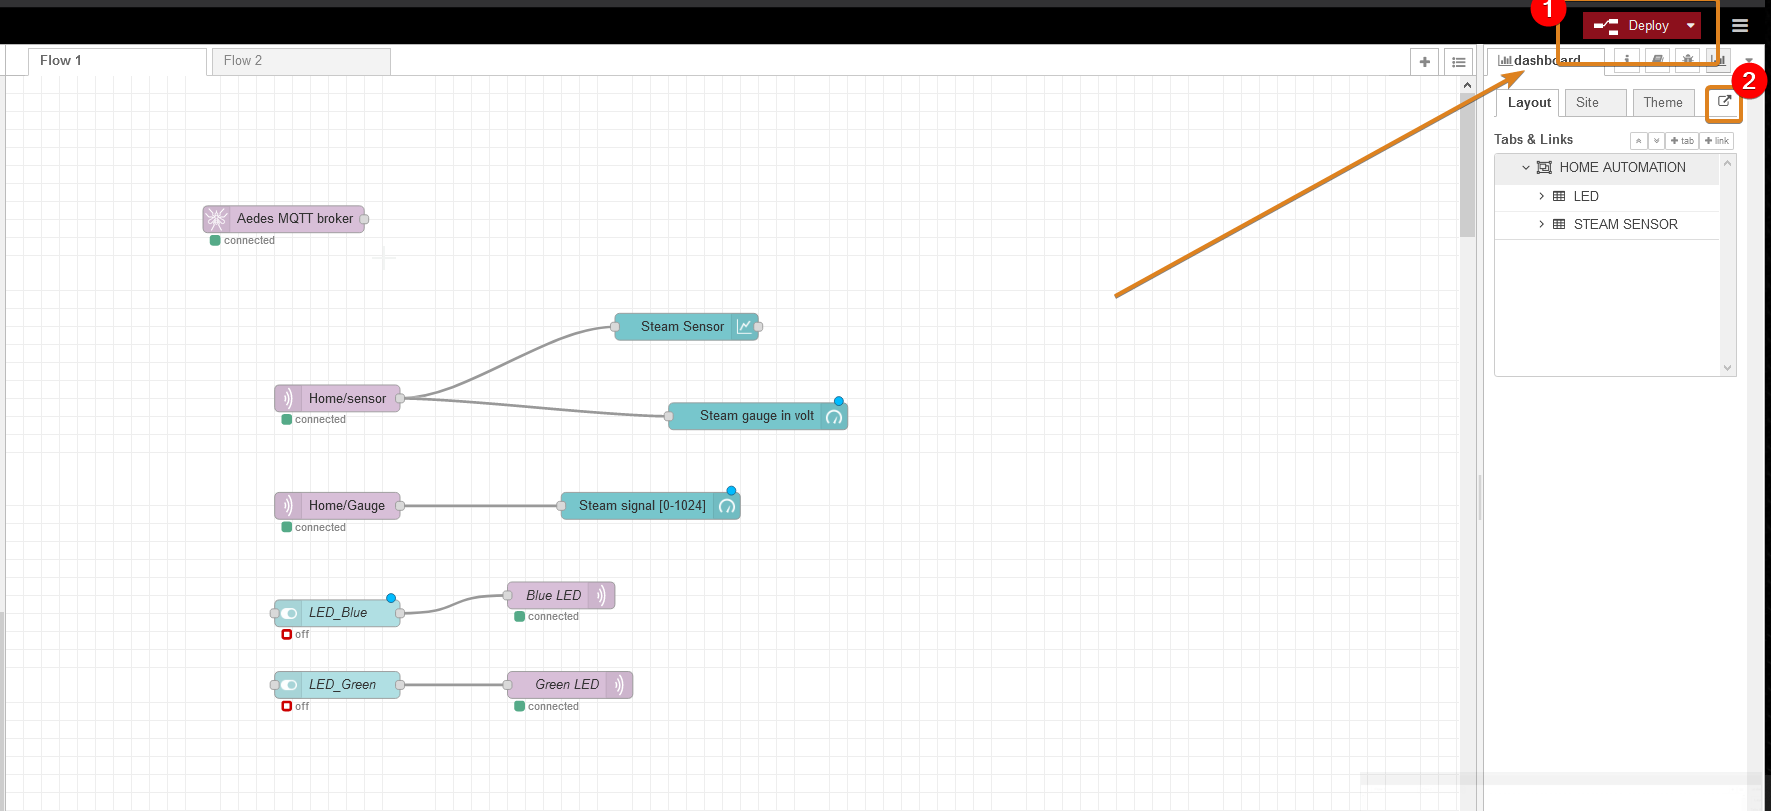 1
Deploy
Flow 1
Flow 2
dashboard
i
2
Layout
Site
Theme
Tabs & Links
tab
link
HOME AUTOMATION
LED
STEAM SENSOR
Aedes MQTT broker
connected
Steam Sensor
Home/sensor
connected
Steam gauge in volt
Home/Gauge
connected
Steam signal [0-1024]
LED_Blue
off
Blue LED
connected
LED_Green
off
Green LED
connected